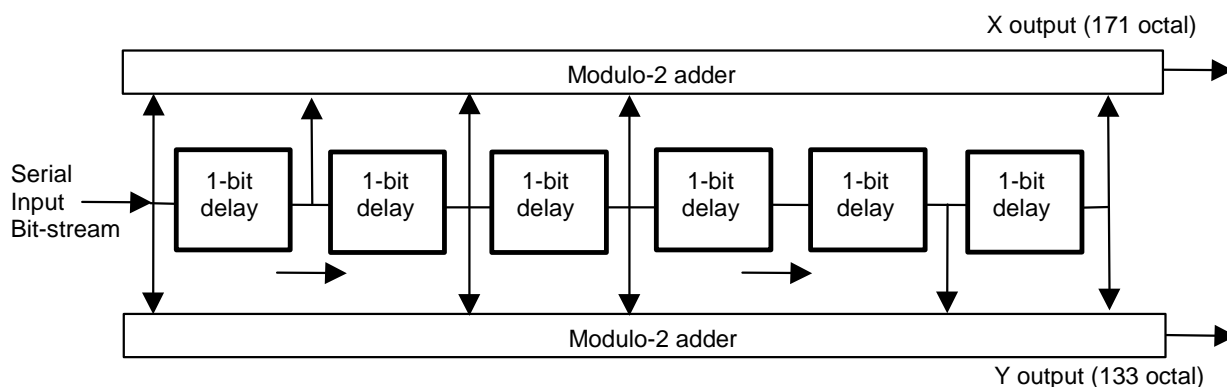 X output (171 octal)
Modulo-2 adder
Serial
Input
Bit-stream
1-bit
delay
1-bit
delay
1-bit
delay
1-bit
delay
1-bit
delay
1-bit
delay
Modulo-2 adder
Y output (133 octal)